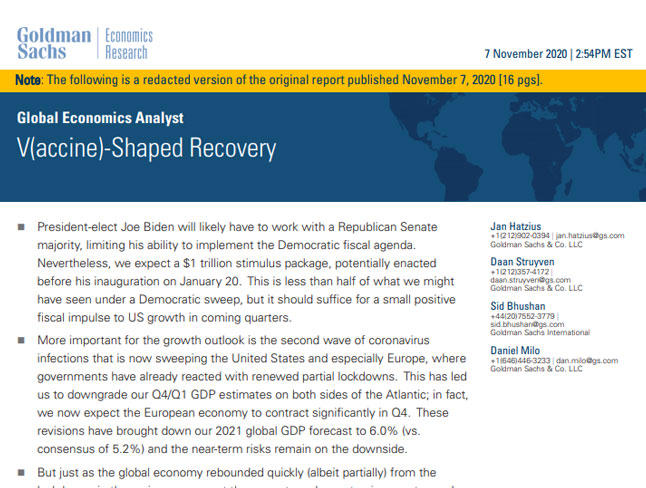 Goldman
Sachs
Economics
Research
7 November 2020 | 2:54PM EST
Note: The following is a redacted version of the original report published November 7, 2020 [16 pgs].
Global Economics Analyst
V(accine)-Shaped Recovery
■ President-elect Joe Biden will likely have to work with a Republican Senate
majority, limiting his ability to implement the Democratic fiscal agenda.
Nevertheless, we expect a $1 trillion stimulus package, potentially enacted
before his inauguration on January 20. This is less than half of what we might
have seen under a Democratic sweep, but it should suffice for a small positive
fiscal impulse to US growth in coming quarters.
■ More important for the growth outlook is the second wave of coronavirus
infections that is now sweeping the United States and especially Europe, where
governments have already reacted with renewed partial lockdowns. This has led
us to downgrade our Q4/Q1 GDP estimates on both sides of the Atlantic; in fact,
we now expect the European economy to contract significantly in Q4. These
revisions have brought down our 2021 global GDP forecast to 6.0% (vs.
consensus of 5.2%) and the near-term risks remain on the downside.
■ But just as the global economy rebounded quickly (albeit partially) from the
Jan Hatzius
+1(212)902-0394 | jan.hatzius@gs.com
Goldman Sachs & Co. LLC
Daan Struyven
+1(212)357-4172 |
daan.struyven@gs.com
Goldman Sachs & Co. LLC
Sid Bhushan
+44(20)7552-3779 |
sid.bhushan@gs.com
Goldman Sachs International
Daniel Milo
+1(646)446-3233 | dan.milo@gs.com
Goldman Sachs & Co. LLC